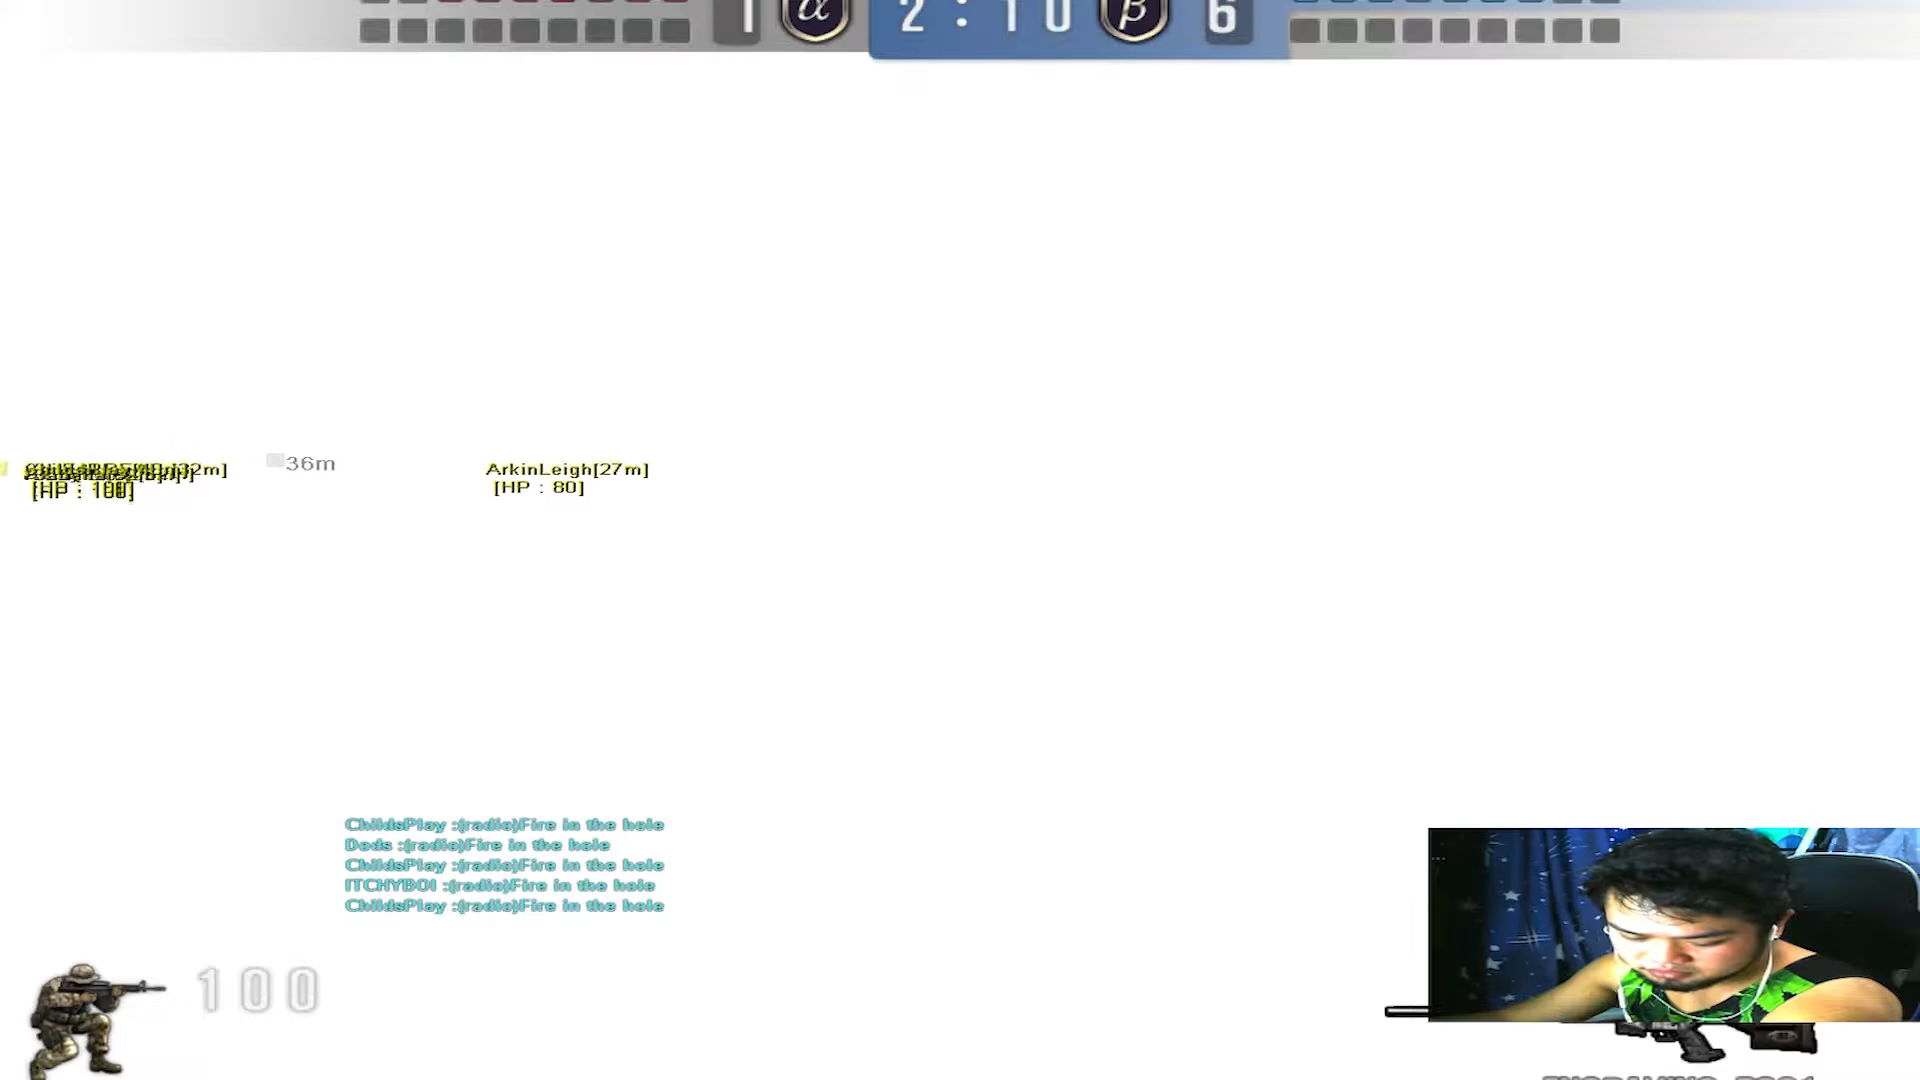 1 α 2:10 β 6
36m
ArkinLeigh[27m]
[HP : 80]
[HP : 100]
ChildsPlay :(radio)Fire in the hole
Dods :(radio)Fire in the hole
ChildsPlay :(radio)Fire in the hole
ITCHYBOI :(radio)Fire in the hole
ChildsPlay :(radio)Fire in the hole
100